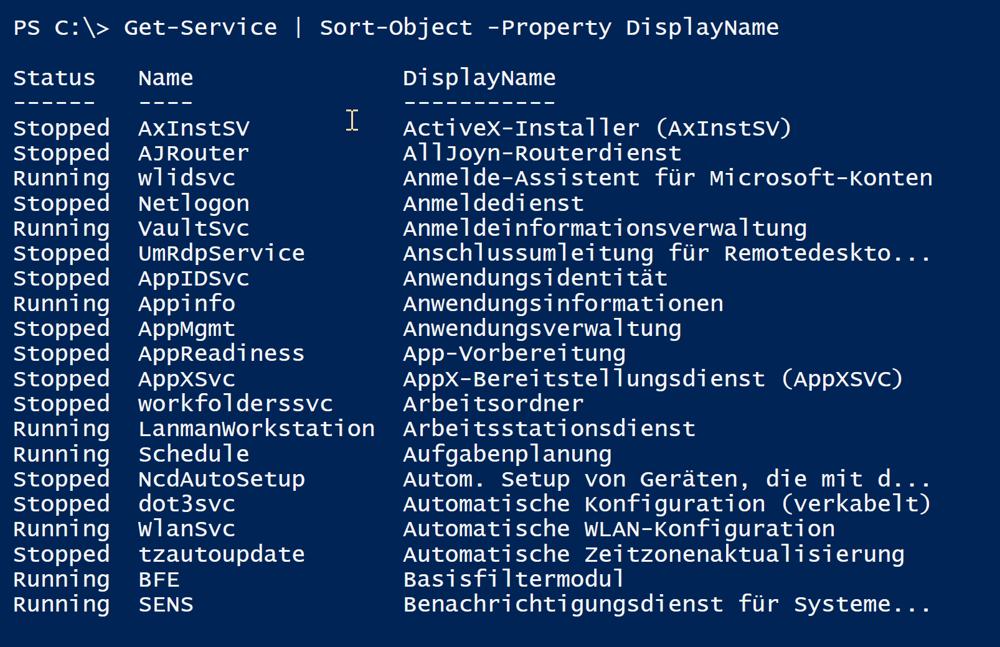 PS C:\> Get-Service | Sort-Object -Property DisplayName
Status   Name               DisplayName
------   ----               -----------
Stopped  AxInstSV           ActiveX-Installer (AxInstSV)
Stopped  AJRouter           AllJoyn-Routerdienst
Running  wlidsvc            Anmelde-Assistent für Microsoft-Konten
Stopped  Netlogon           Anmeldedienst
Running  VaultSvc           Anmeldeinformationsverwaltung
Stopped  UmRdpService       Anschlussumleitung für Remotedeskto...
Stopped  AppIDSvc           Anwendungsidentität
Running  Appinfo            Anwendungsinformationen
Stopped  AppMgmt            Anwendungsverwaltung
Stopped  AppReadiness       App-Vorbereitung
Stopped  AppXSvc            AppX-Bereitstellungsdienst (AppXSVC)
Stopped  workfolderssvc     Arbeitsordner
Running  LanmanWorkstation  Arbeitsstationsdienst
Running  Schedule           Aufgabenplanung
Stopped  NcdAutoSetup       Autom. Setup von Geräten, die mit d...
Stopped  dot3svc            Automatische Konfiguration (verkabelt)
Running  WlanSvc            Automatische WLAN-Konfiguration
Stopped  tzautoupdate       Automatische Zeitzonenaktualisierung
Running  BFE                Basisfiltermodul
Running  SENS               Benachrichtigungsdienst für Systeme...